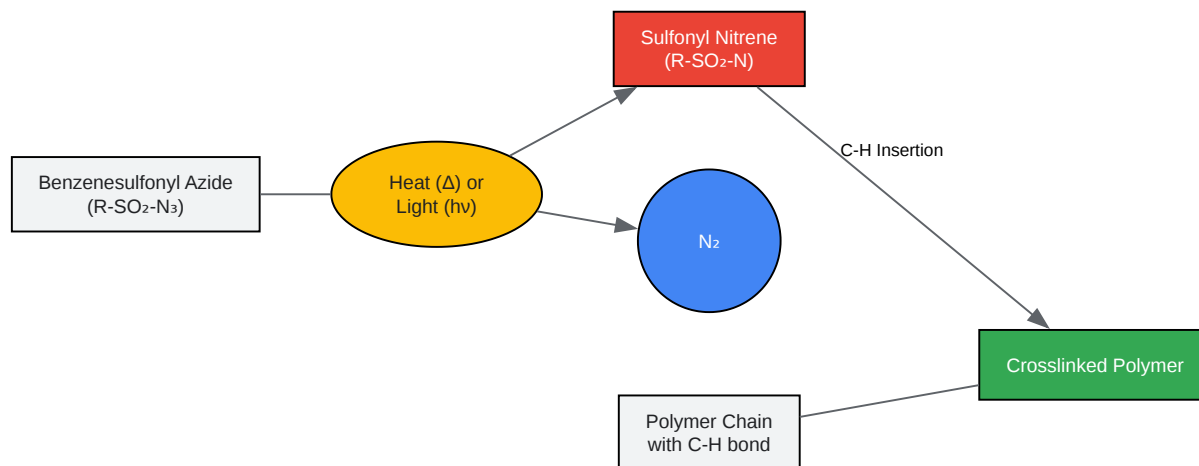 Sulfonyl Nitrene
(R-SO₂-N)
C-H Insertion
Benzenesulfonyl Azide
(R-SO₂-N₃)
Heat (Δ) or
Light (hν)
N₂
Crosslinked Polymer
Polymer Chain
with C-H bond